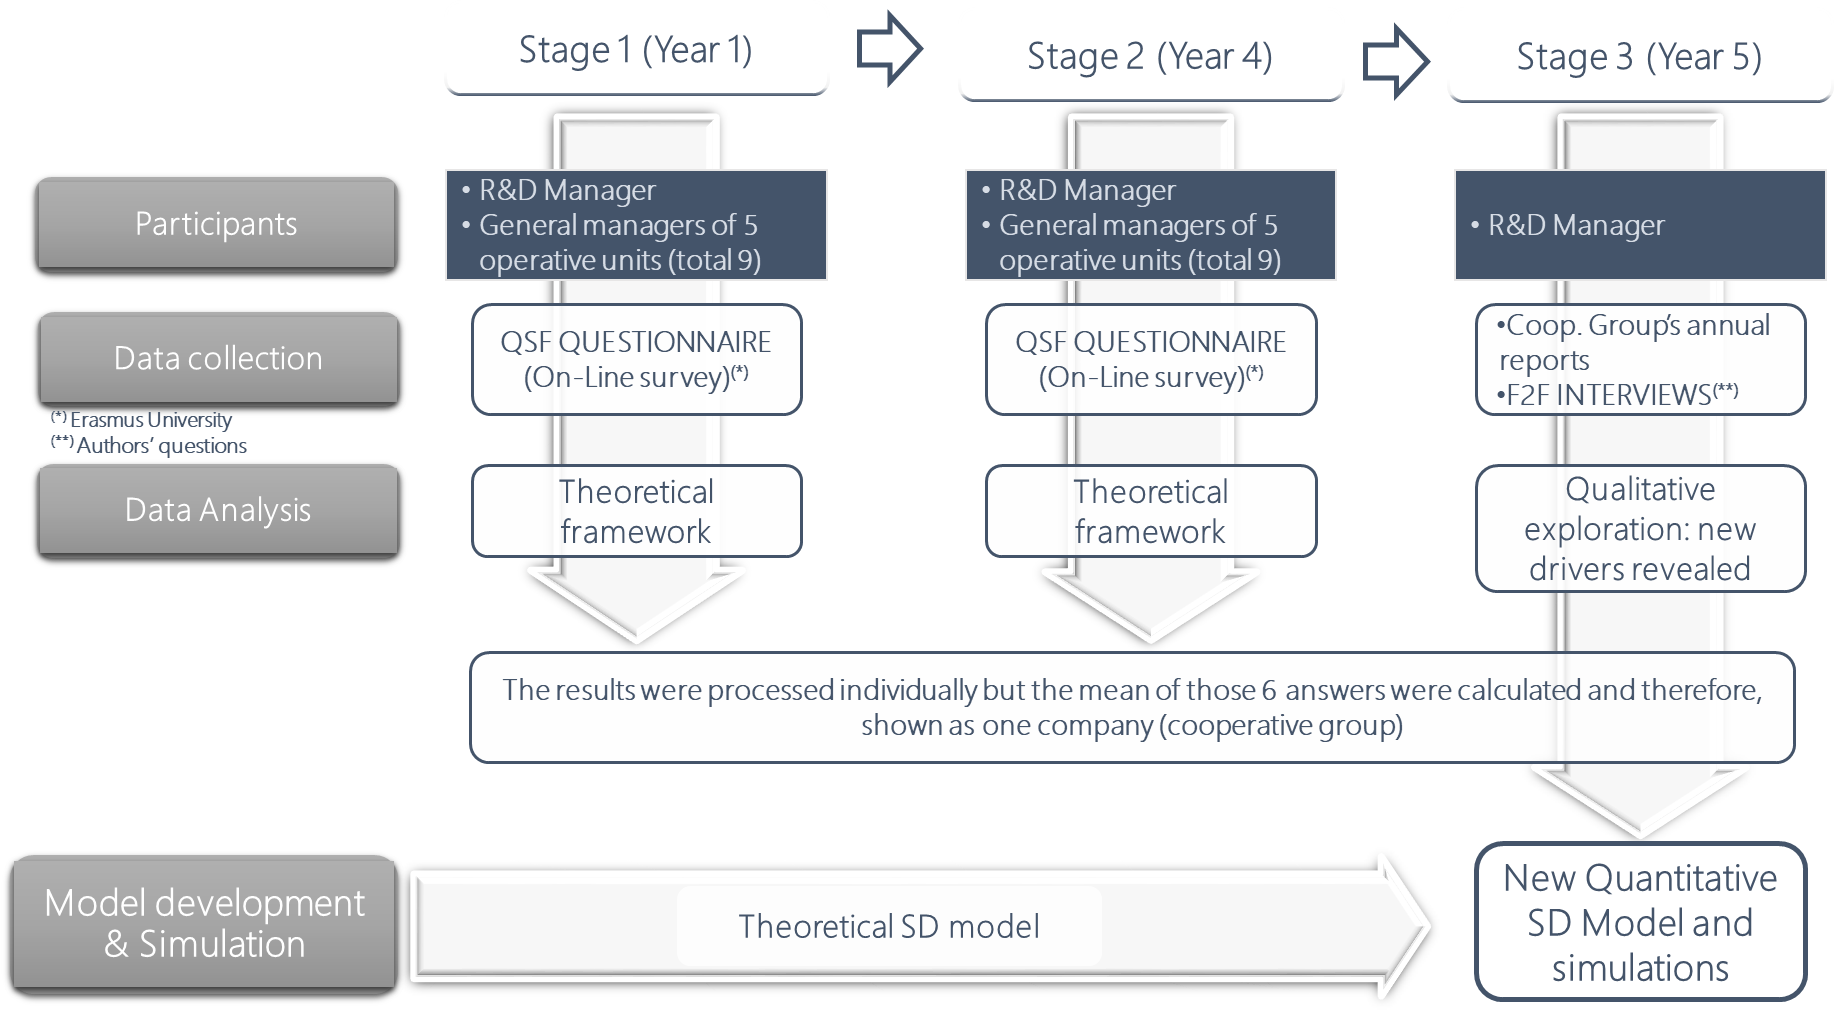 Stage 1 (Year 1)
Stage 2 (Year 4)
Stage 3 (Year 5)
Participants
• R&D Manager
• General managers of 5
operative units (total 9)
• R&D Manager
• General managers of 5
operative units (total 9)
• R&D Manager
Data collection
(*) Erasmus University
(**) Authors' questions
QSF QUESTIONNAIRE
(On-Line survey)(*)
QSF QUESTIONNAIRE
(On-Line survey)(*)
•Coop. Group's annual
reports
•F2F INTERVIEWS(**)
Data Analysis
Theoretical
framework
Theoretical
framework
Qualitative
exploration: new
drivers revealed
The results were processed individually but the mean of those 6 answers were calculated and therefore,
shown as one company (cooperative group)
Model development
& Simulation
Theoretical SD model
New Quantitative
SD Model and
simulations